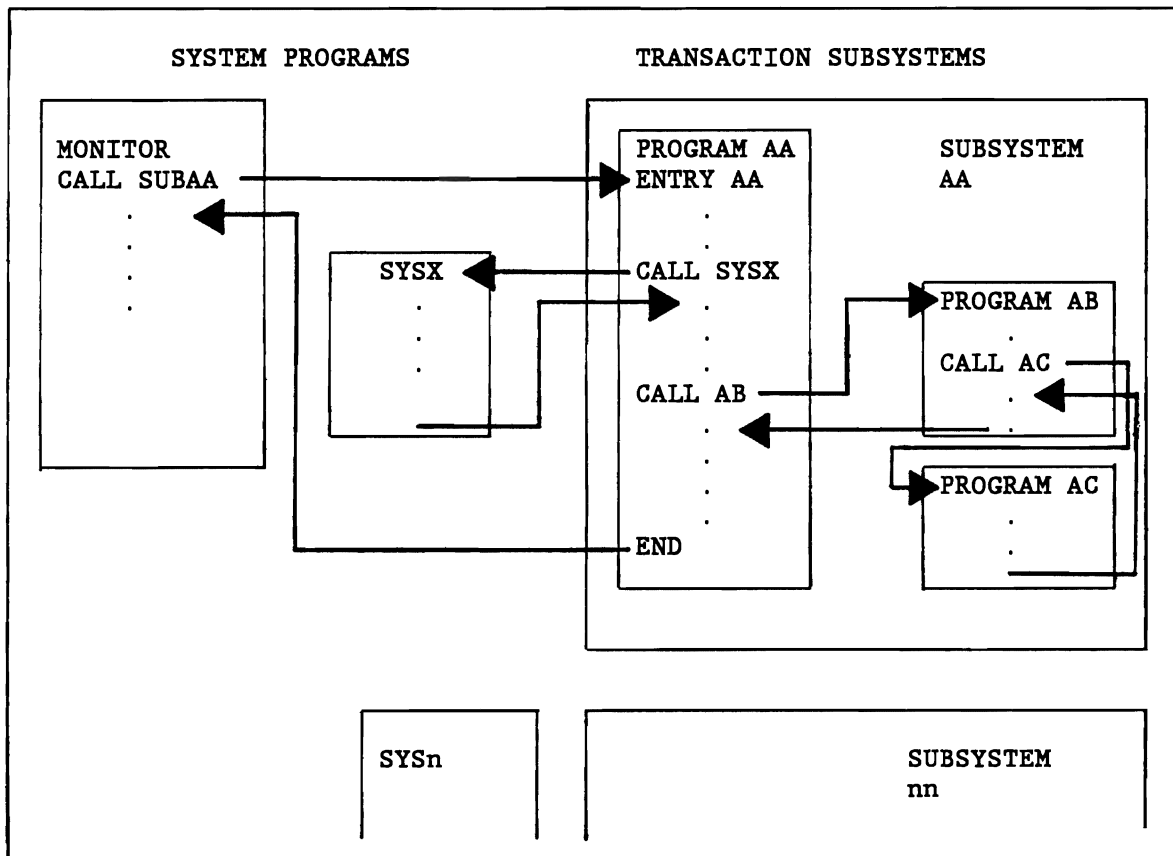 SYSTEM PROGRAMS
TRANSACTION SUBSYSTEMS
MONITOR
CALL SUBAA
SYSX
PROGRAM AA
ENTRY AA
CALL SYSX
CALL AB
END
SUBSYSTEM
AA
PROGRAM AB
CALL AC
PROGRAM AC
SYSn
SUBSYSTEM
nn